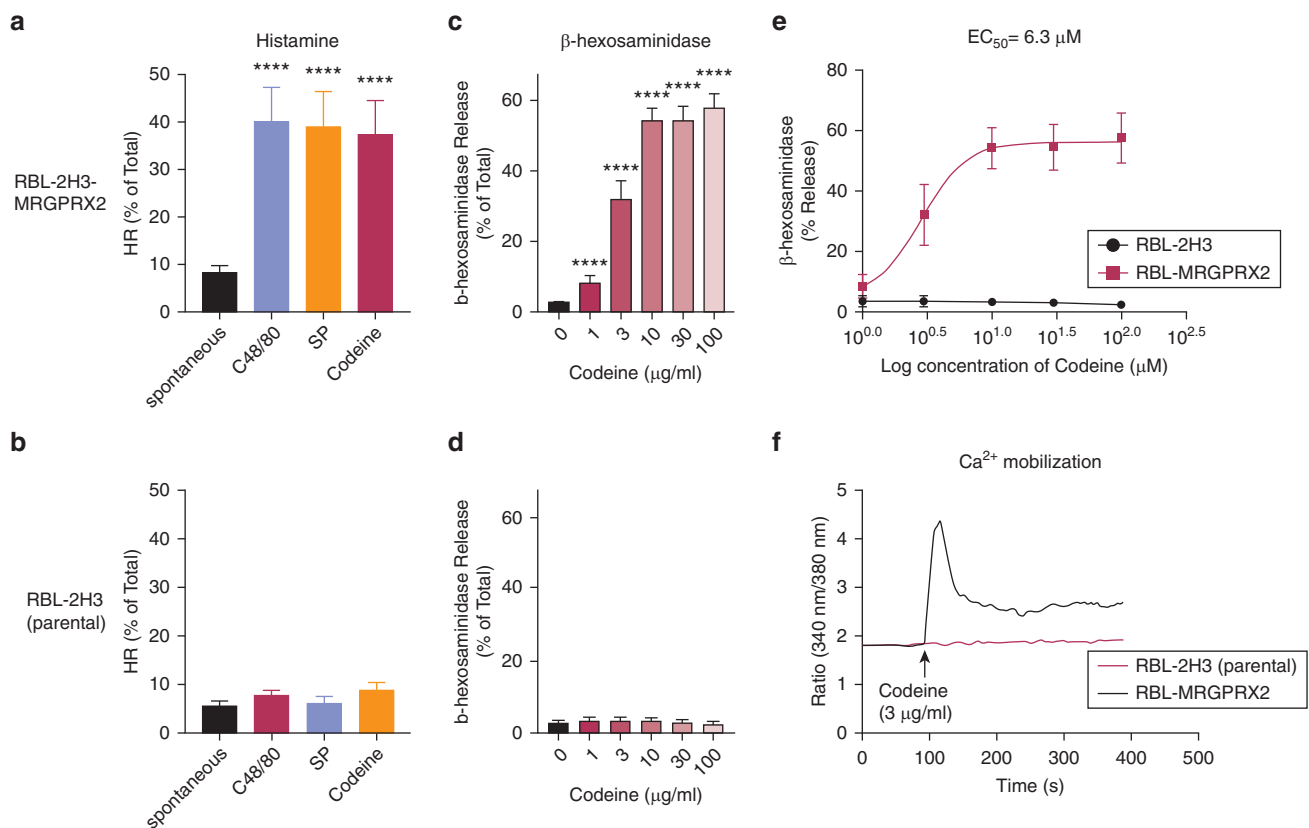 a
Histamine
RBL-2H3-
MRGPRX2
HR (% of Total)
50
40
30
20
10
0
****
****
****
spontaneous
C48/80
SP
Codeine
c
β-hexosaminidase
b-hexosaminidase Release
(% of Total)
60
40
20
0
****
****
****
****
****
0
1
3
10
30
100
Codeine (μg/ml)
e
EC50= 6.3 μM
β-hexosaminidase
(% Release)
80
60
40
20
0
RBL-2H3
RBL-MRGPRX2
10^0.0
10^0.5
10^1.0
10^1.5
10^2.0
10^2.5
Log concentration of Codeine (μM)
b
RBL-2H3
(parental)
HR (% of Total)
50
40
30
20
10
0
spontaneous
C48/80
SP
Codeine
d
b-hexosaminidase Release
(% of Total)
60
40
20
0
0
1
3
10
30
100
Codeine (μg/ml)
f
Ca2+ mobilization
Ratio (340 nm/380 nm)
5
4
3
2
1
0
Codeine
(3 μg/ml)
RBL-2H3 (parental)
RBL-MRGPRX2
0
100
200
300
400
500
Time (s)